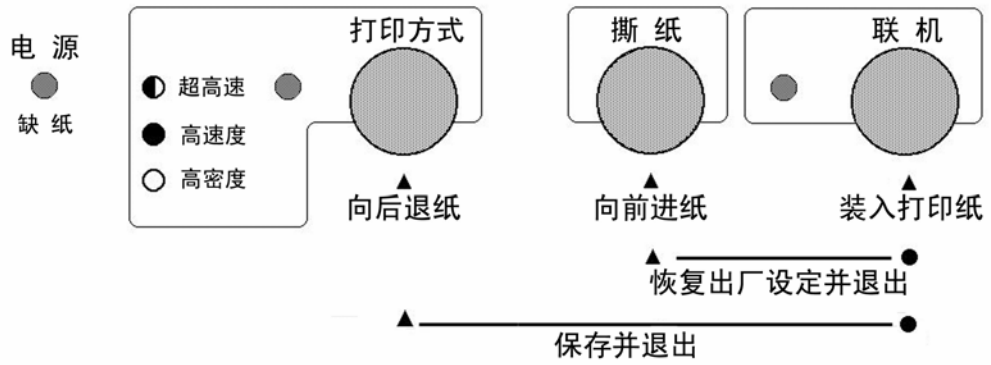 打印方式
撕 纸
联 机
电 源
超高速
缺 纸
高速度
高密度
向后退纸
向前进纸
装入打印纸
恢复出厂设定并退出
保存并退出